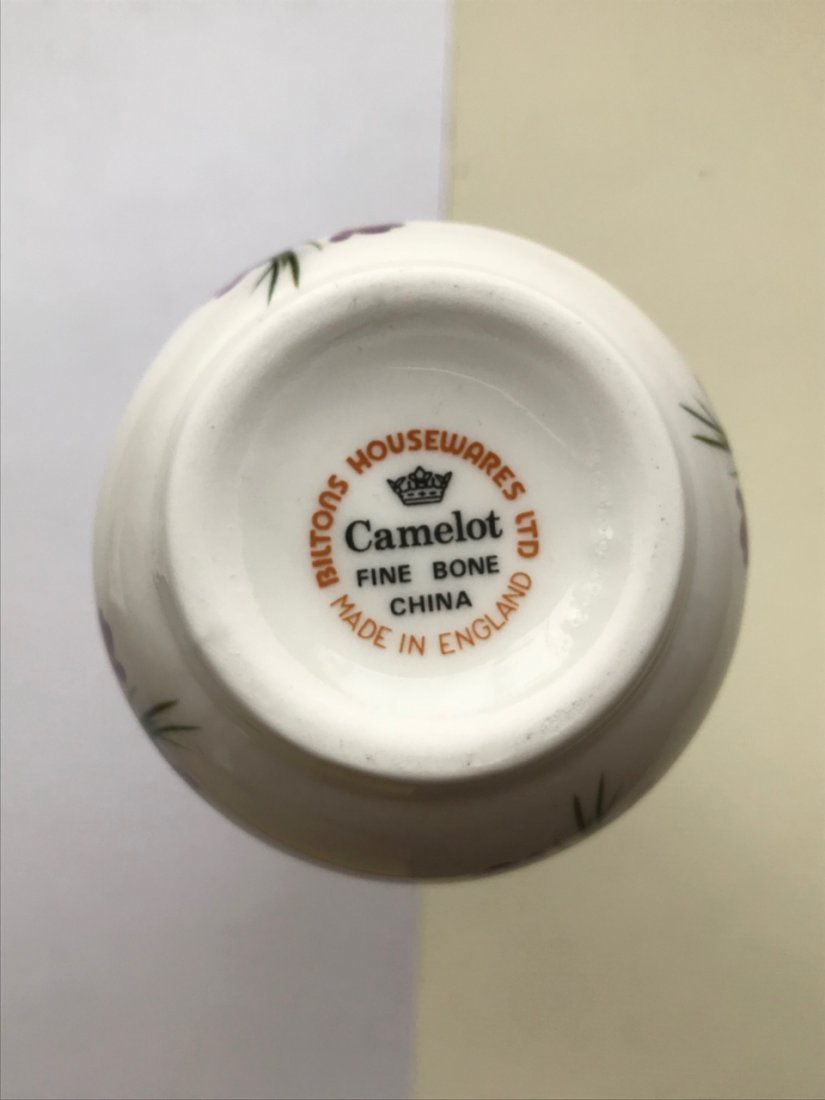 BILTONS HOUSEWARES LTD
Camelot
FINE BONE
CHINA
MADE IN ENGLAND